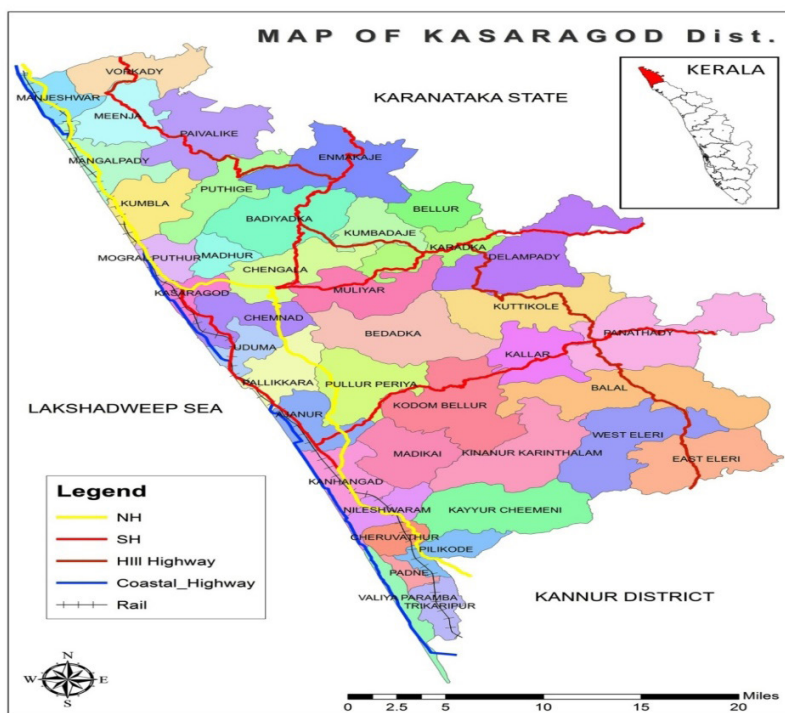 MAP OF KASARAGOD Dist.
KERALA
KARANATAKA STATE
VORKADY
MANJESHWAR
MEENJA
PAIVALIKE
ENMAKAJE
MANGALPADY
PUTHIGE
KUMBLA
BADIYADKA
BELLUR
KUMBADAJE
MOGRAL PUTHUR
MADHUR
KARADKA
DELAMPADY
CHENGALA
KASARAGOD
MULIYAR
CHEMNAD
KUTTIKOLE
BEDADKA
PANATHADY
UDUMA
KALLAR
PALLIKKARA
PULLUR PERIYA
BALAL
LAKSHADWEEP SEA
AJANUR
KODOM BELLUR
WEST ELERI
MADIKAI
KINANUR KARINTHALAM
EAST ELERI
KANHANGAD
NILESHWARAM
KAYYUR CHEEMENI
CHERUVATHUR
PILIKODE
PADNE
VALIYA PARAMBA
TRIKARIPUR
KANNUR DISTRICT
Legend
NH
SH
HIll Highway
Coastal_Highway
Rail
N
W E
S
Miles
0 2.5 5 10 15 20